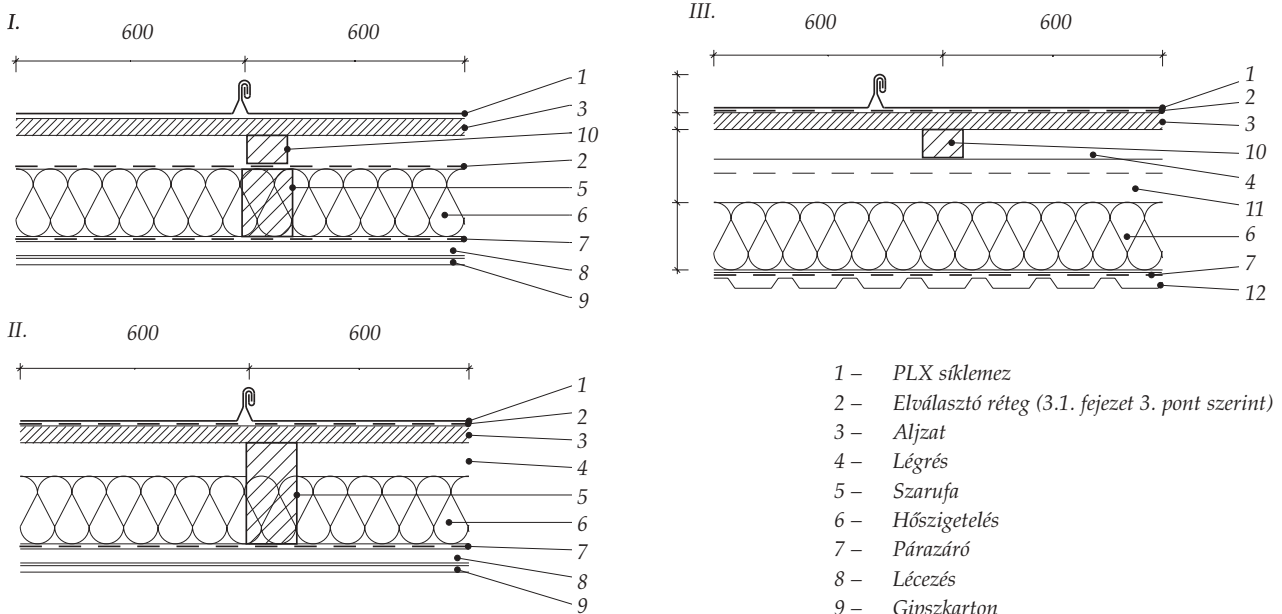 I.
600
600
1
3
10
2
5
6
7
8
9
II.
600
600
1
2
3
4
5
6
7
8
9
III.
600
600
1
2
3
10
4
11
6
7
12
1 – PLX síklemez
2 – Elválasztó réteg (3.1. fejezet 3. pont szerint)
3 – Aljzat
4 – Légrés
5 – Szarufa
6 – Hőszigetelés
7 – Párazáró
8 – Lécezés
9 – Gipszkarton